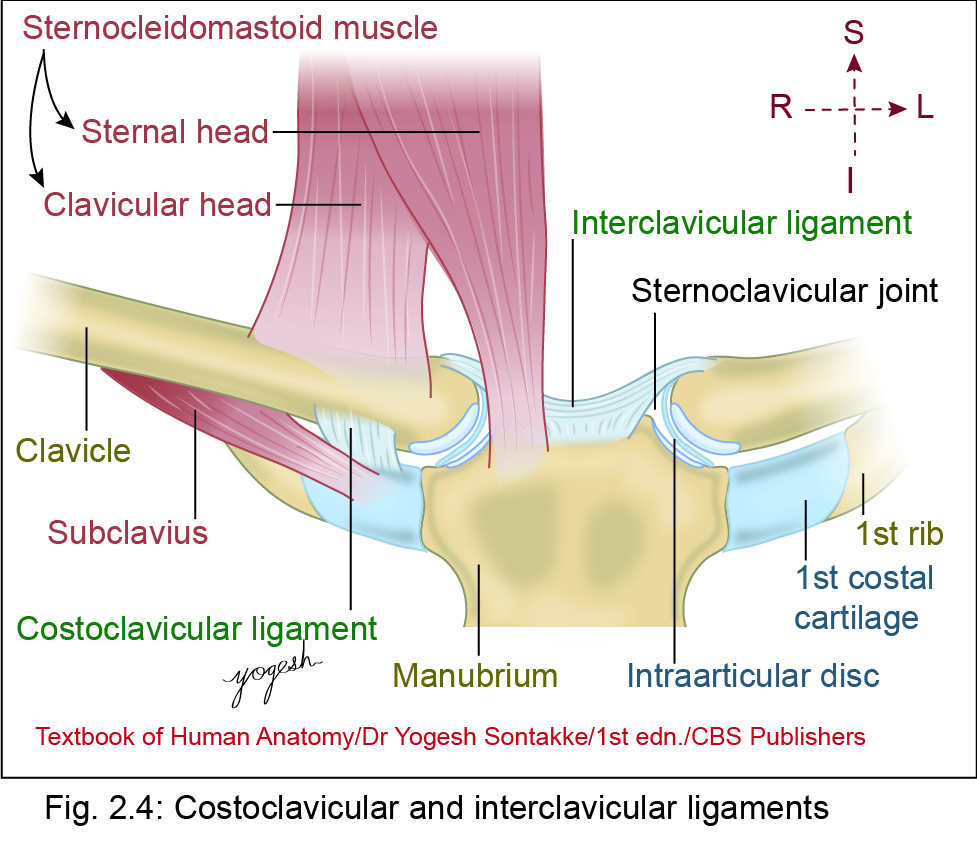 Sternocleidomastoid muscle
S
R
L
I
Sternal head
Clavicular head
Interclavicular ligament
Sternoclavicular joint
Clavicle
Subclavius
1st rib
1st costal
cartilage
Costoclavicular ligament
yogesh
Manubrium
Intraarticular disc
Textbook of Human Anatomy/Dr Yogesh Sontakke/1st edn./CBS Publishers
Fig. 2.4: Costoclavicular and interclavicular ligaments